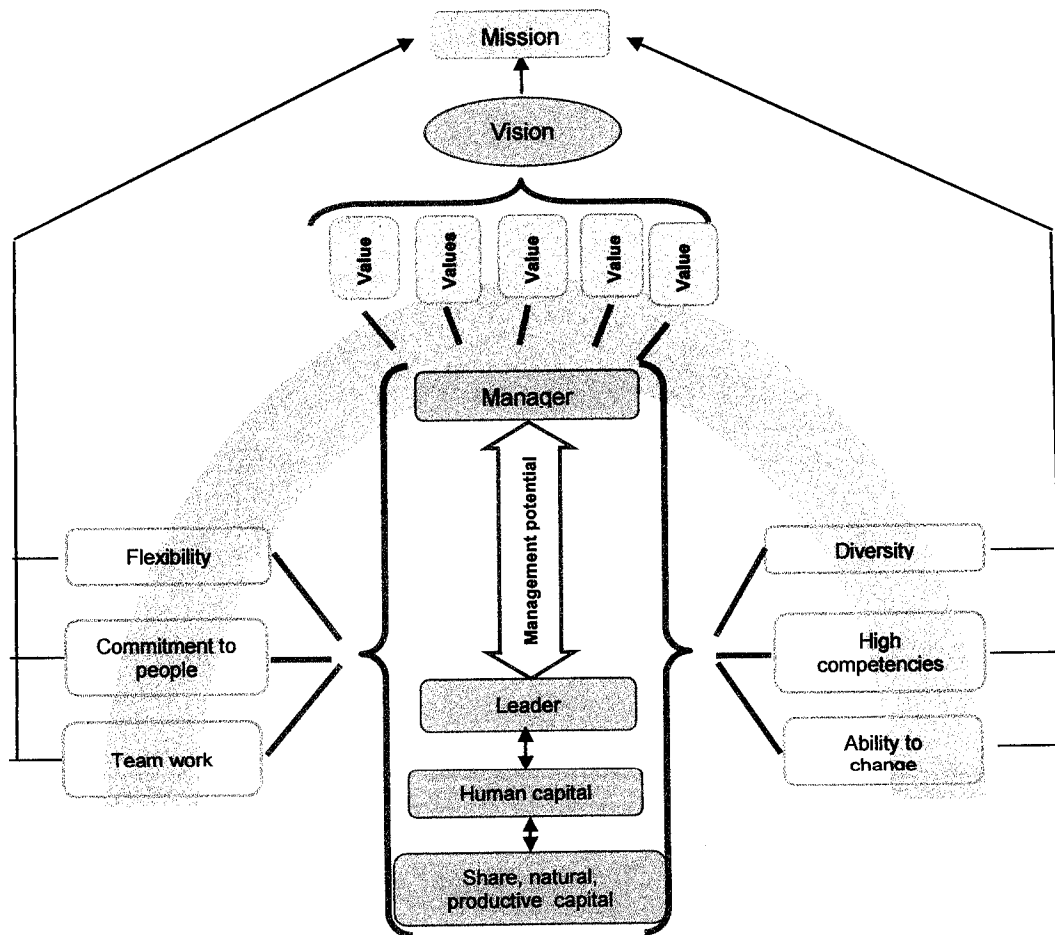 Mission
Vision
Value
Values
Value
Value
Value
Manager
Management potential
Flexibility
Commitment to
people
Team work
Diversity
High
competencies
Ability to
change
Leader
Human capital
Share, natural,
productive capital